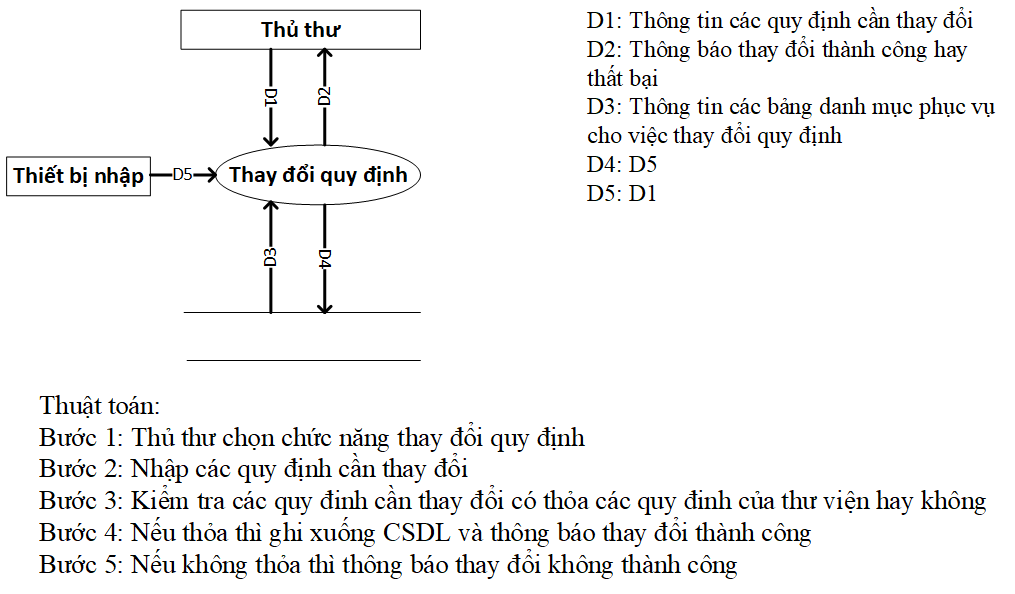 Thủ thư
D1
D2
Thiết bị nhập
D5
Thay đổi quy định
D3
D4
D1: Thông tin các quy định cần thay đổi
D2: Thông báo thay đổi thành công hay
thất bại
D3: Thông tin các bảng danh mục phục vụ
cho việc thay đổi quy định
D4: D5
D5: D1
Thuật toán:
Bước 1: Thủ thư chọn chức năng thay đổi quy định
Bước 2: Nhập các quy định cần thay đổi
Bước 3: Kiểm tra các quy đinh cần thay đổi có thỏa các quy đinh của thư viện hay không
Bước 4: Nếu thỏa thì ghi xuống CSDL và thông báo thay đổi thành công
Bước 5: Nếu không thỏa thì thông báo thay đổi không thành công